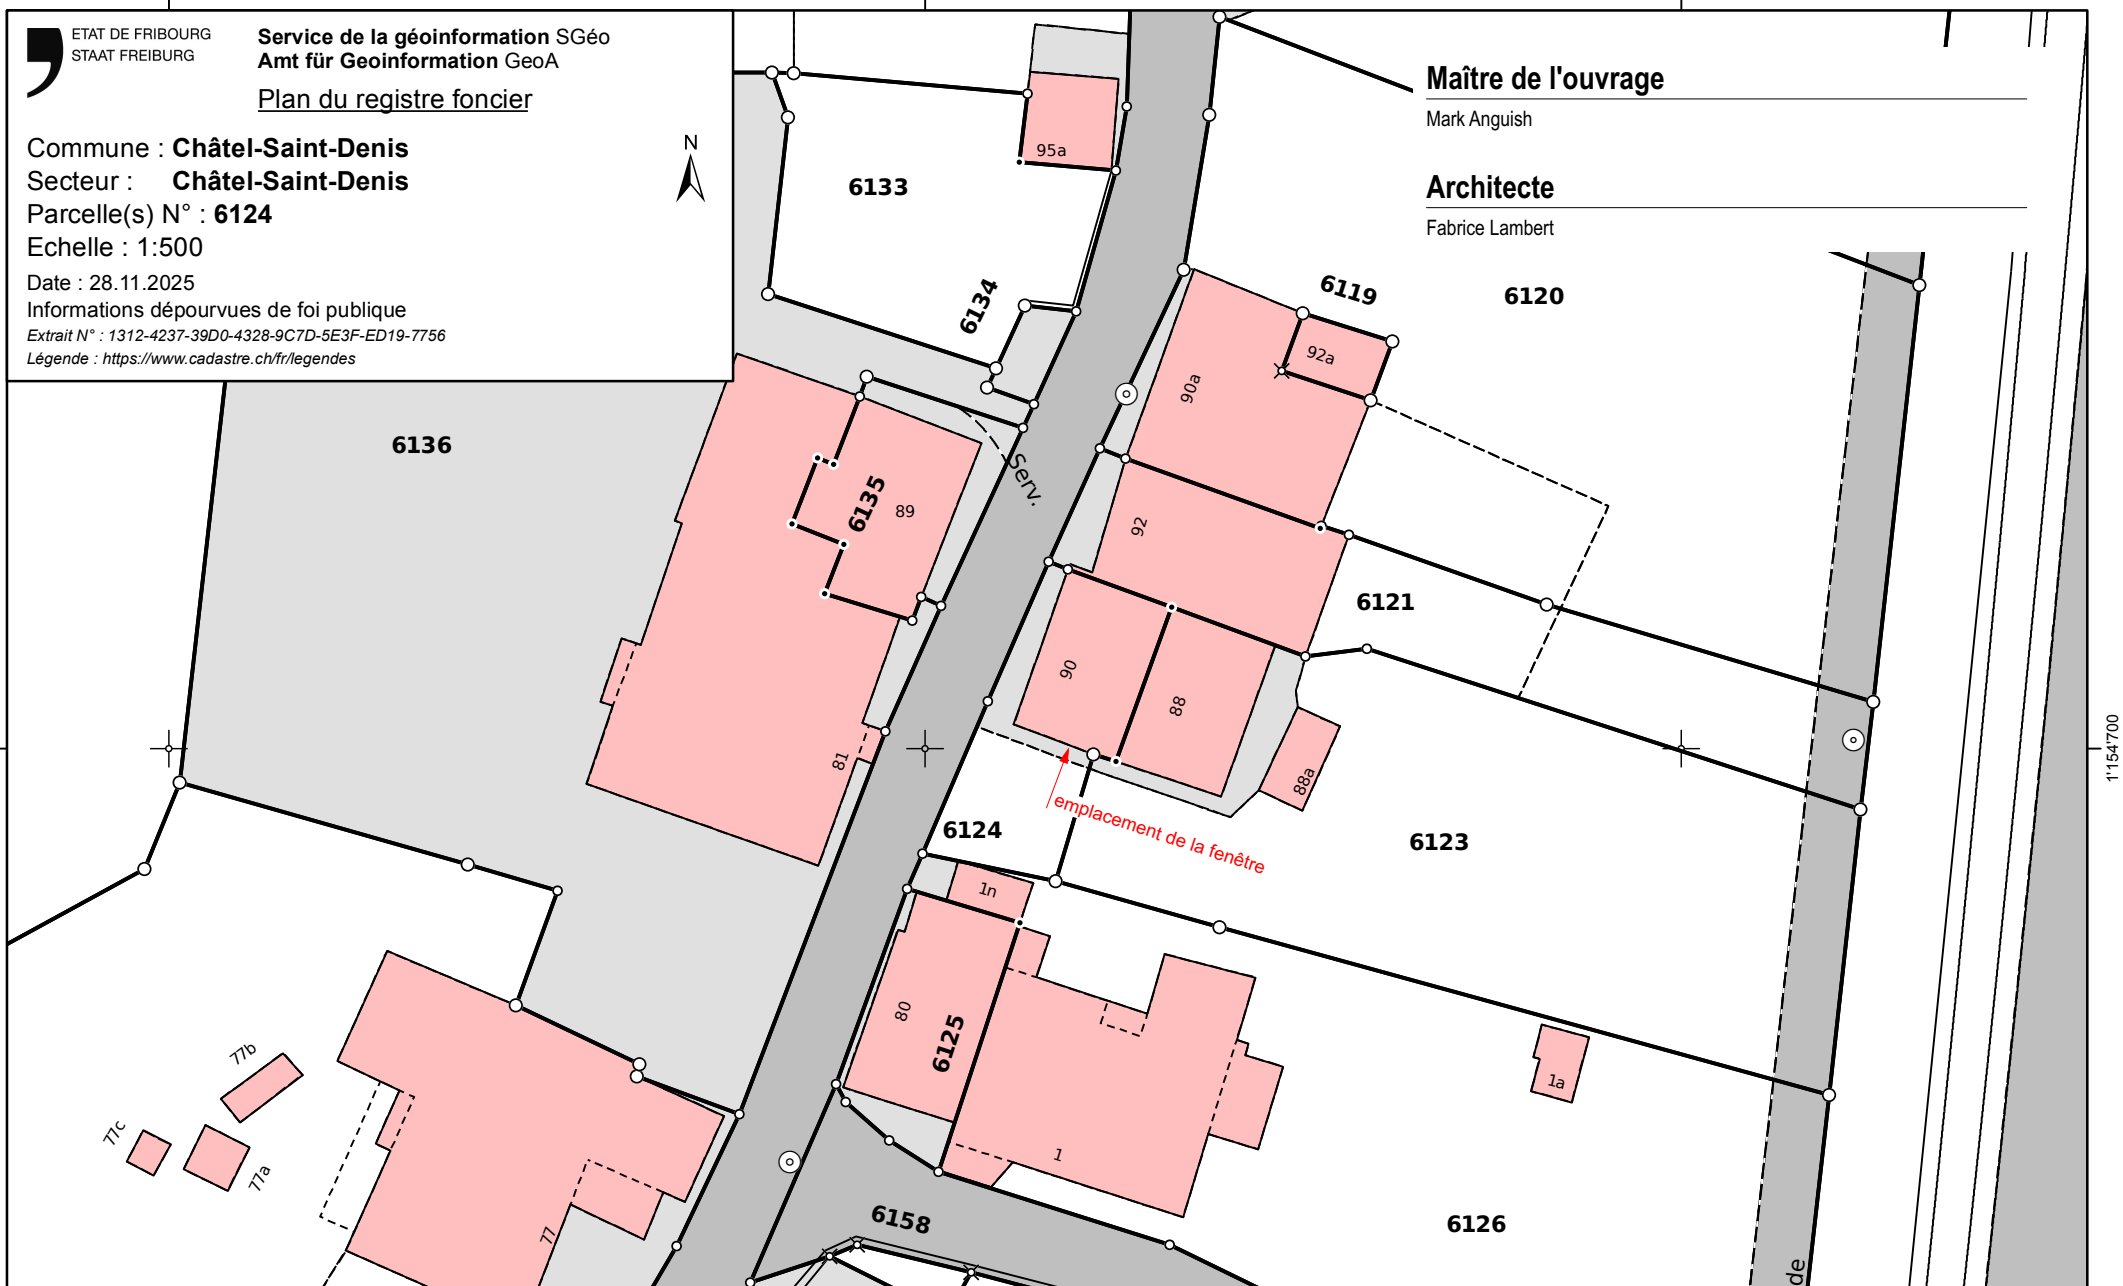 ETAT DE FRIBOURG
STAAT FREIBURG
Service de la géoinformation SGéo
Amt für Geoinformation GeoA
Plan du registre foncier
Commune : Châtel-Saint-Denis
Secteur : Châtel-Saint-Denis
Parcelle(s) N° : 6124
Echelle : 1:500
Date : 28.11.2025
Informations dépourvues de foi publique
Extrait N° : 1312-4237-39D0-4328-9C7D-5E3F-ED19-7756
Légende : https://www.cadastre.ch/fr/legendes
N
Maître de l'ouvrage
Mark Anguish
Architecte
Fabrice Lambert
95a
6133
6134
6119
6120
92a
90a
6136
6135
89
Serv.
92
6121
90
88
81
88a
1'154'700
6124
emplacement de la fenêtre
6123
1n
80
6125
77b
77c
77a
1a
1
77
6158
6126
de